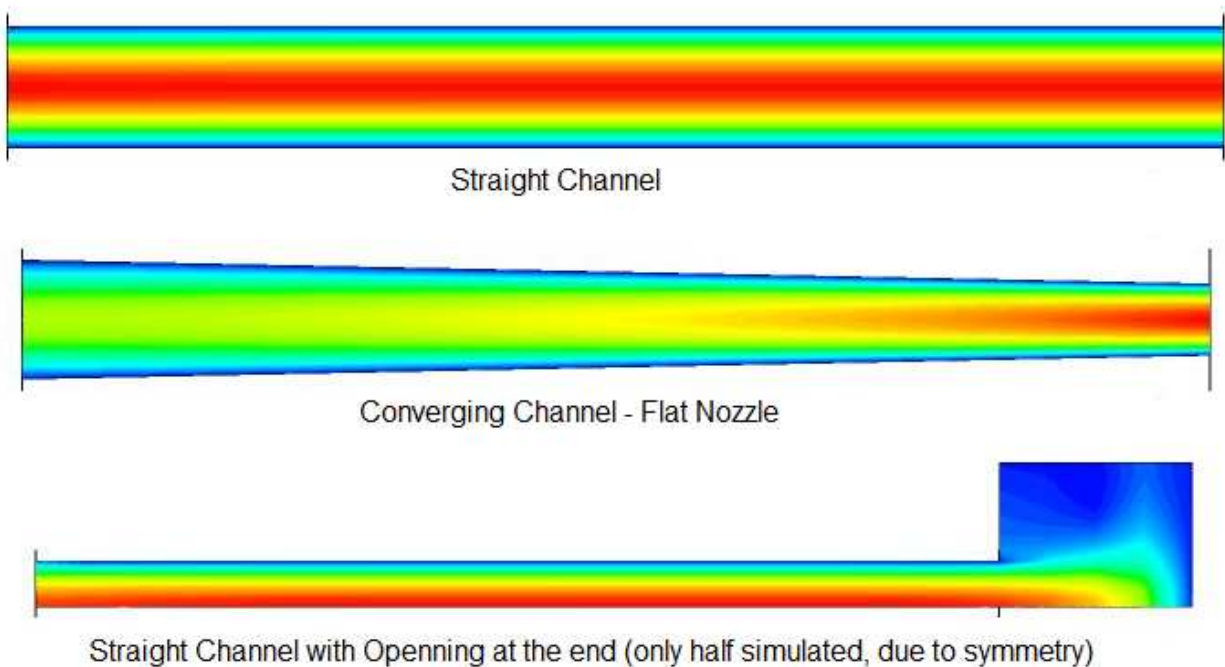 Straight Channel
Converging Channel - Flat Nozzle
Straight Channel with Openning at the end (only half simulated, due to symmetry)